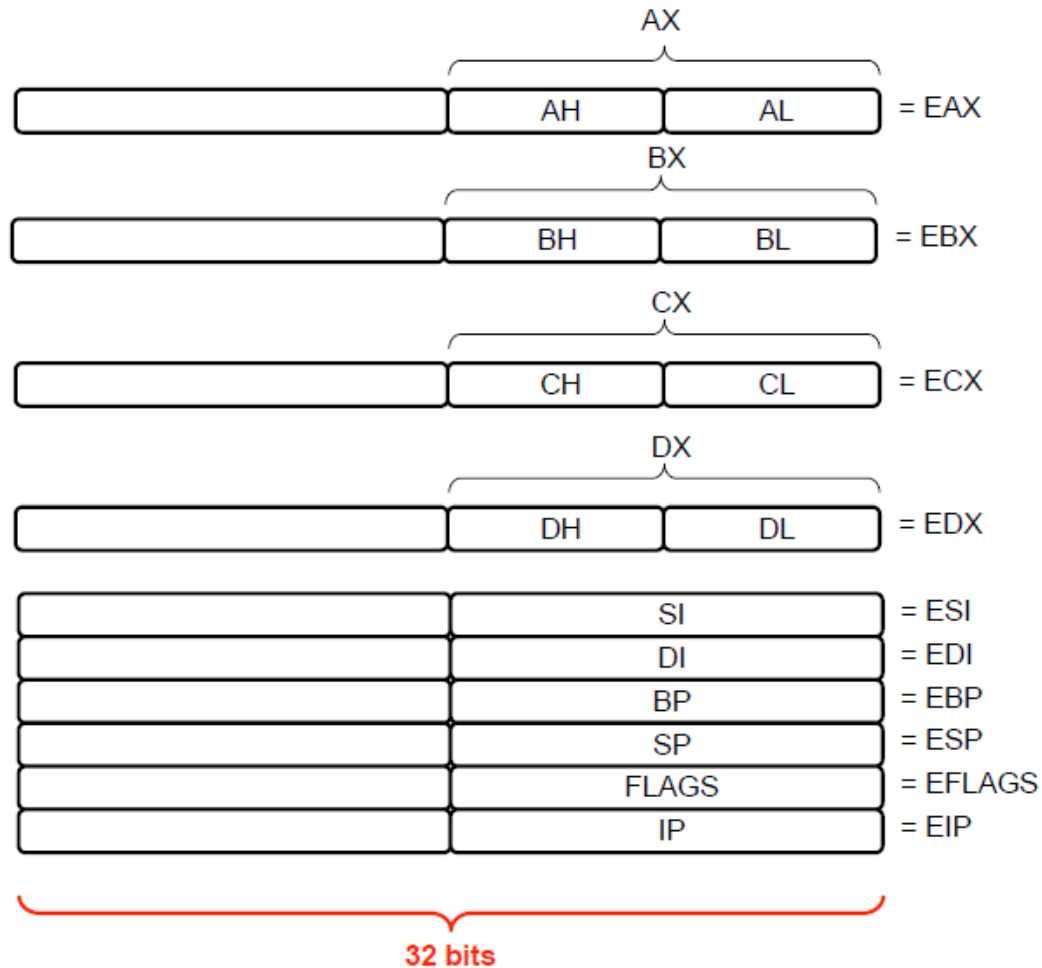 AX
AH AL = EAX
BX
BH BL = EBX
CX
CH CL = ECX
DX
DH DL = EDX
SI = ESI
DI = EDI
BP = EBP
SP = ESP
FLAGS = EFLAGS
IP = EIP
32 bits